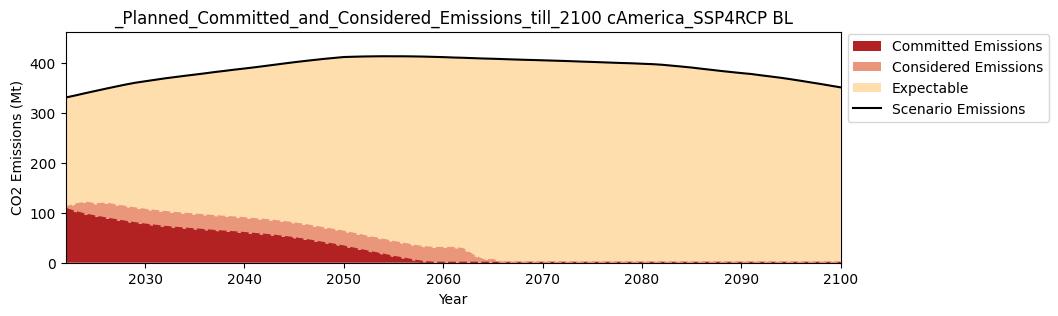 _Planned_Committed_and_Considered_Emissions_till_2100 cAmerica_SSP4RCP BL
CO2 Emissions (Mt)
400
300
200
100
0
2030
2040
2050
2060
2070
2080
2090
2100
Year
Committed Emissions
Considered Emissions
Expectable
Scenario Emissions